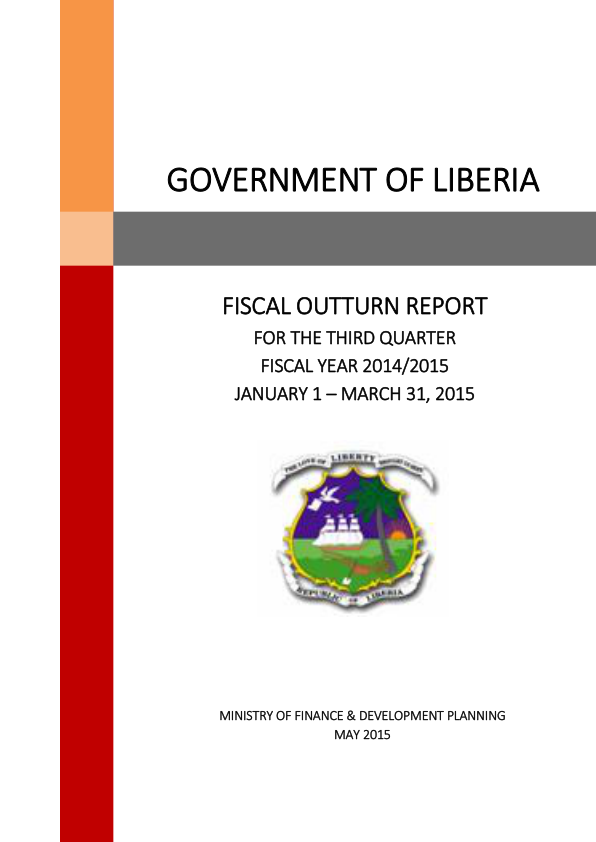 GOVERNMENT OF LIBERIA
FISCAL OUTTURN REPORT
FOR THE THIRD QUARTER
FISCAL YEAR 2014/2015
JANUARY 1 – MARCH 31, 2015
THE LOVE OF LIBERTY BROUGHT US HERE
REPUBLIC OF LIBERIA
MINISTRY OF FINANCE & DEVELOPMENT PLANNING
MAY 2015